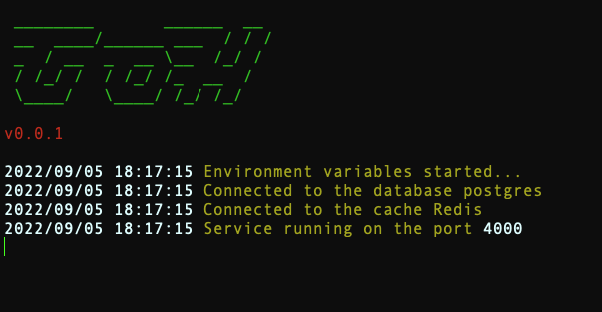 v0.0.1
2022/09/05 18:17:15 Environment variables started...
2022/09/05 18:17:15 Connected to the database postgres
2022/09/05 18:17:15 Connected to the cache Redis
2022/09/05 18:17:15 Service running on the port 4000